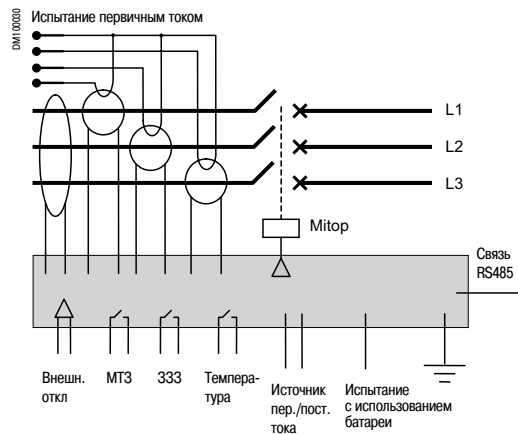 DM100030
Испытание первичным током
L1
L2
L3
Mitop
Связь
RS485
Внешн.
откл
МТЗ
ЗЗЗ
Темпера-
тура
Источник
пер./пост.
тока
Испытание
с использованием
батареи